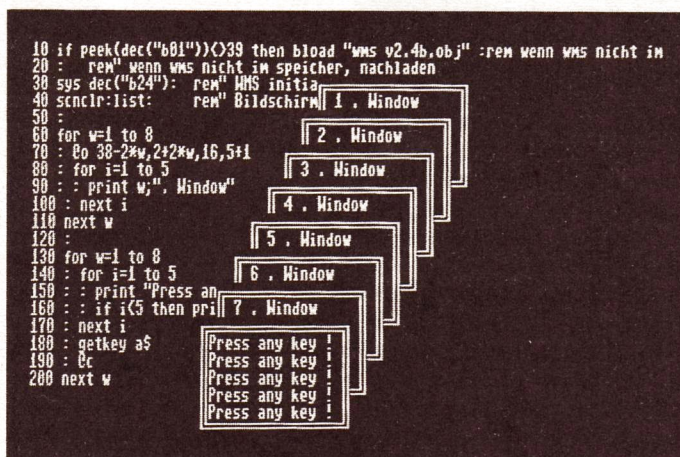 10 if peek(dec("b01"))<>39 then bload "wms v2.4b.obj" :rem wenn wms nicht im
20 :  rem" wenn wms nicht im speicher, nachladen
30 sys dec("b24"):  rem" WMS initia
40 scnclr:list:    rem" Bildschirm
1 . Window
50 :
60 for w=1 to 8
2 . Window
70 : @o 38-2*w,2+2*w,16,5+1
80 : for i=1 to 5
3 . Window
90 : : print w;". Window"
100 : next i
4 . Window
110 next w
120 :
5 . Window
130 for w=1 to 8
140 : for i=1 to 5
6 . Window
150 : : print "Press an
160 : : if i<5 then pri
7 . Window
170 : next i
180 : getkey a$
Press any key !
190 : @c
Press any key !
200 next w
Press any key !
Press any key !
Press any key !